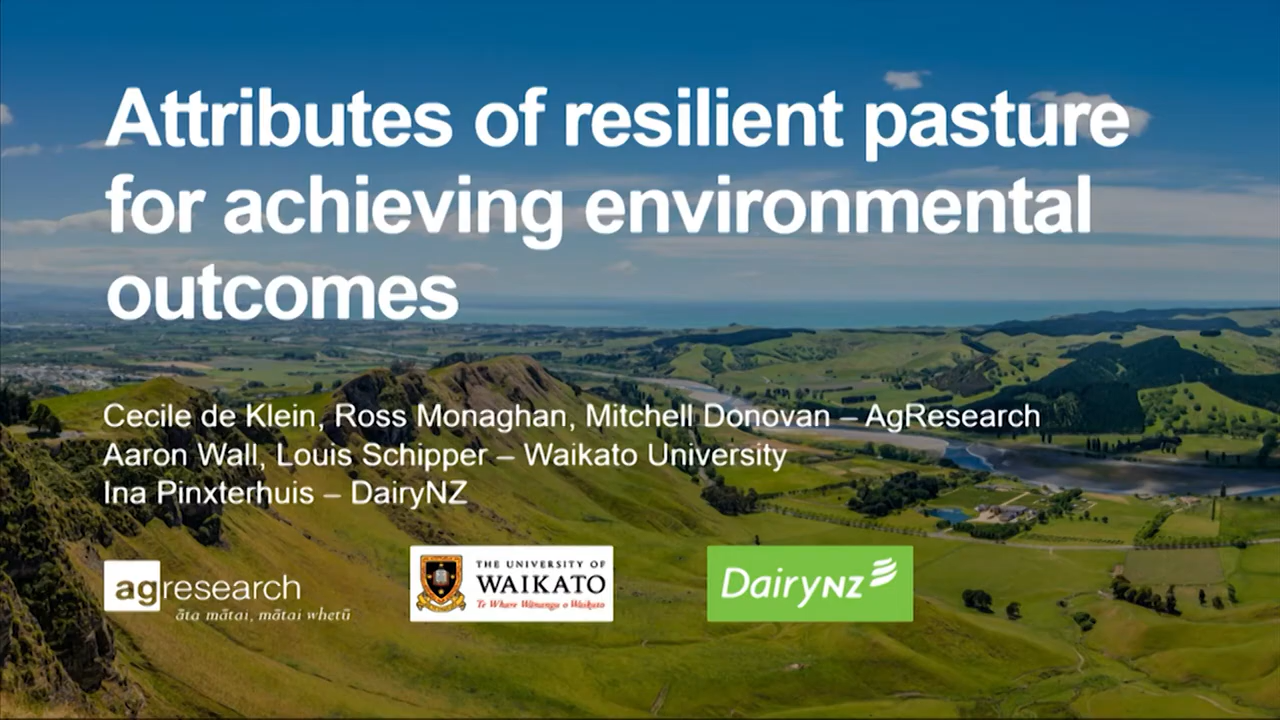 Attributes of resilient pasture
for achieving environmental
outcomes
Cecile de Klein, Ross Monaghan, Mitchell Donovan – AgResearch
Aaron Wall, Louis Schipper – Waikato University
Ina Pinxterhuis – DairyNZ
agresearch
āta mātai, mātai whetū
THE UNIVERSITY OF
WAIKATO
Te Whare Wānanga o Waikato
DairyNZ